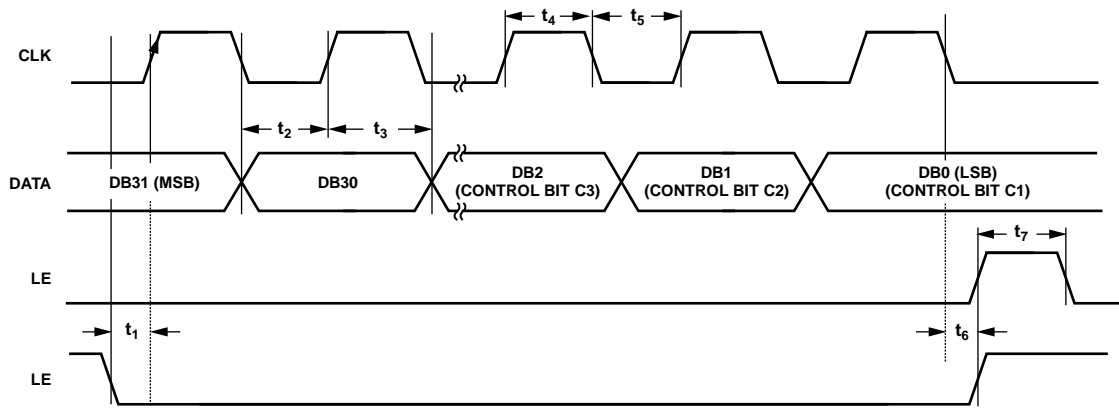 t4
t5
CLK
t2
t3
DATA
DB31 (MSB)
DB30
DB2
(CONTROL BIT C3)
DB1
(CONTROL BIT C2)
DB0 (LSB)
(CONTROL BIT C1)
t7
LE
t1
t6
LE